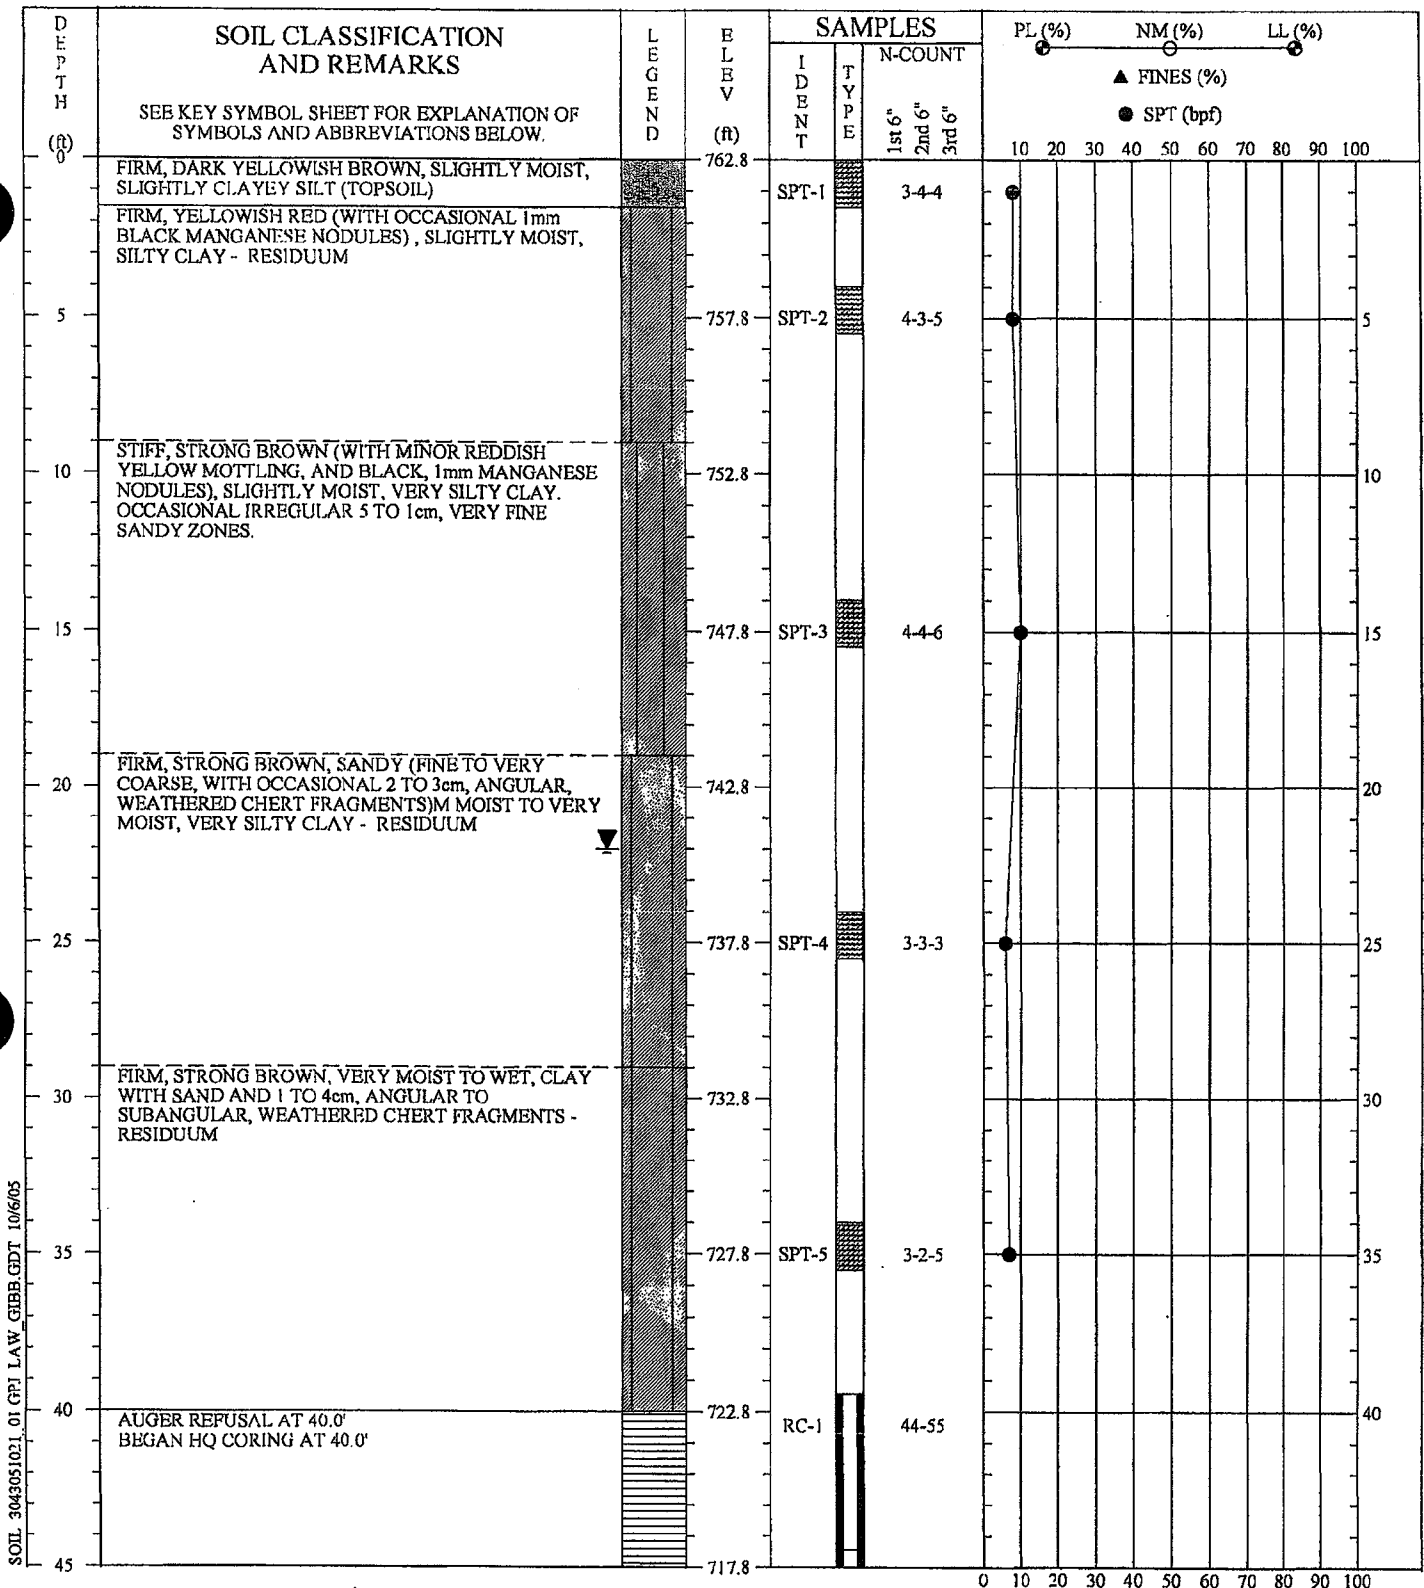 DEPTH (ft)
SOIL CLASSIFICATION
AND REMARKS
SEE KEY SYMBOL SHEET FOR EXPLANATION OF
SYMBOLS AND ABBREVIATIONS BELOW.
LEGEND
ELEV (ft)
SAMPLES
IDENT
TYPE
N-COUNT
1st 6"
2nd 6"
3rd 6"
PL (%) NM (%) LL (%)
▲ FINES (%)
● SPT (bpf)
10 20 30 40 50 60 70 80 90 100
0 762.8
FIRM, DARK YELLOWISH BROWN, SLIGHTLY MOIST,
SLIGHTLY CLAYEY SILT (TOPSOIL)
SPT-1 3-4-4
FIRM, YELLOWISH RED (WITH OCCASIONAL 1mm
BLACK MANGANESE NODULES) , SLIGHTLY MOIST,
SILTY CLAY - RESIDUUM
5 757.8 SPT-2 4-3-5 5
STIFF, STRONG BROWN (WITH MINOR REDDISH
YELLOW MOTTLING, AND BLACK, 1mm MANGANESE
NODULES), SLIGHTLY MOIST, VERY SILTY CLAY.
OCCASIONAL IRREGULAR 5 TO 1cm, VERY FINE
SANDY ZONES.
10 752.8 10
15 747.8 SPT-3 4-4-6 15
FIRM, STRONG BROWN, SANDY (FINE TO VERY
COARSE, WITH OCCASIONAL 2 TO 3cm, ANGULAR,
WEATHERED CHERT FRAGMENTS)M MOIST TO VERY
MOIST, VERY SILTY CLAY - RESIDUUM
20 742.8 20
25 737.8 SPT-4 3-3-3 25
FIRM, STRONG BROWN, VERY MOIST TO WET, CLAY
WITH SAND AND 1 TO 4cm, ANGULAR TO
SUBANGULAR, WEATHERED CHERT FRAGMENTS -
RESIDUUM
30 732.8 30
35 727.8 SPT-5 3-2-5 35
AUGER REFUSAL AT 40.0'
BEGAN HQ CORING AT 40.0'
40 722.8 RC-1 44-55 40
45 717.8
0 10 20 30 40 50 60 70 80 90 100
SOIL 3043051021_01.GPJ LAW_GIBB.GDT 10/6/05